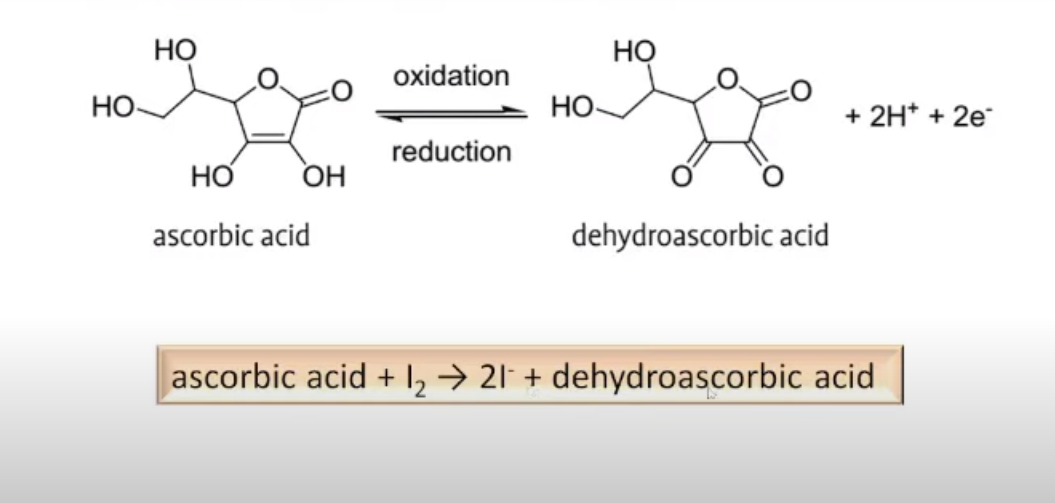 HO
O
O
HO
HO
OH
oxidation
reduction
HO
O
O
HO
O
O
+ 2H⁺ + 2e⁻
ascorbic acid
dehydroascorbic acid
ascorbic acid + I₂ → 2I⁻ + dehydroascorbic acid